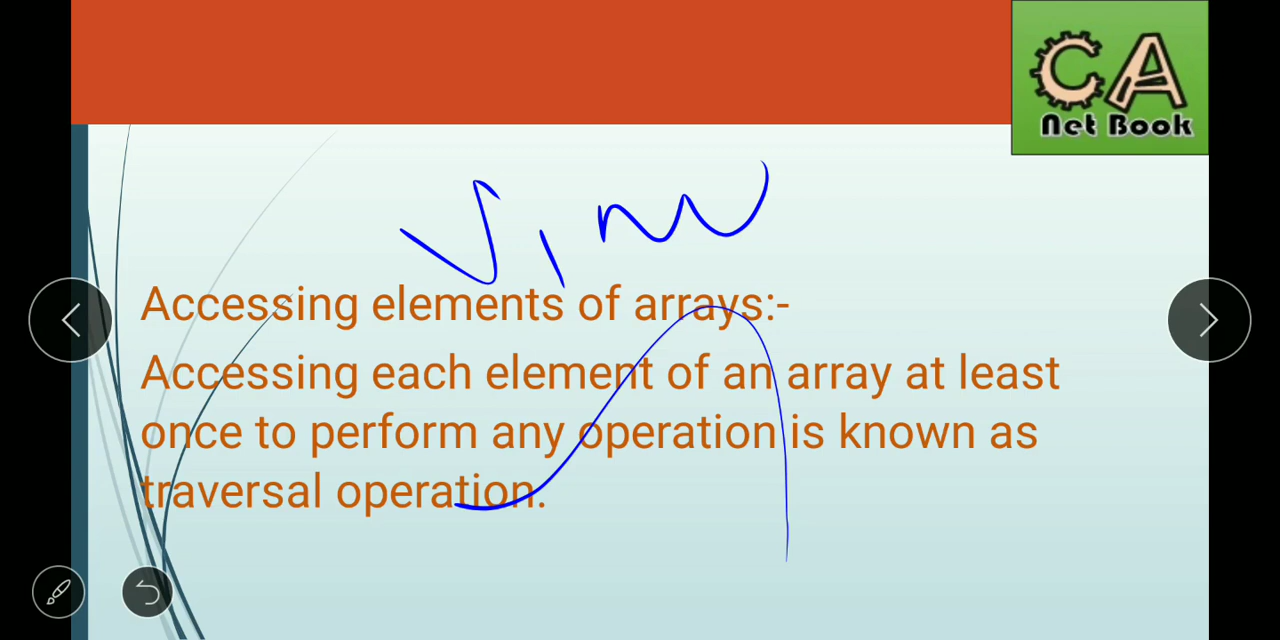 CA
Net Book
Accessing elements of arrays:-
Accessing each element of an array at least
once to perform any operation is known as
traversal operation.